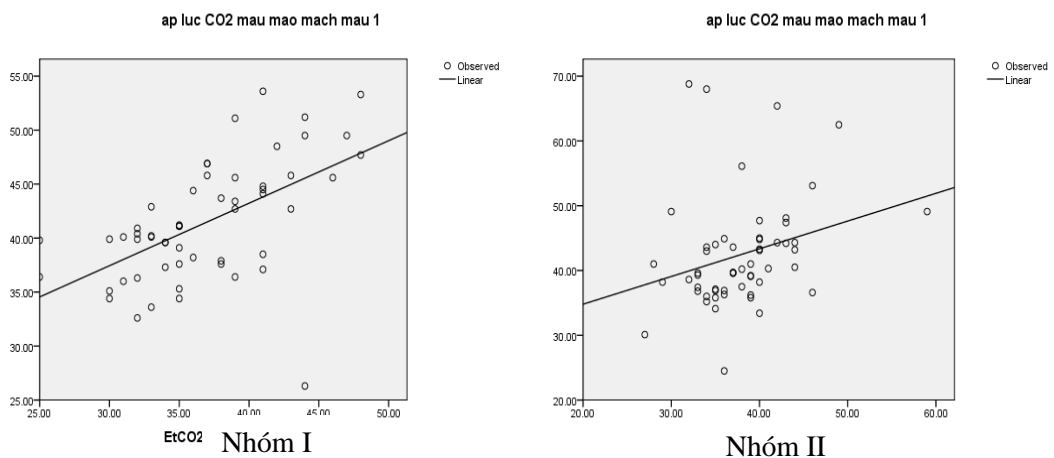 ap luc CO2 mau mao mach mau 1
55.00
50.00
45.00
40.00
35.00
30.00
25.00
25.00 30.00 35.00 40.00 45.00 50.00
Observed
Linear
EtCO2 Nhóm I
ap luc CO2 mau mao mach mau 1
70.00
60.00
50.00
40.00
30.00
20.00
20.00 30.00 40.00 50.00 60.00
Observed
Linear
Nhóm II